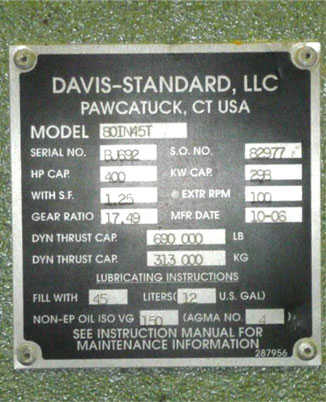 DAVIS-STANDARD, LLC
PAWCATUCK, CT USA
MODEL 80IN45T
SERIAL NO. BJ692 S.O. NO. 82977
HP CAP. 400 KW CAP. 298
WITH S.F. 1.25 @ EXTR RPM 100
GEAR RATIO 17.49 MFR DATE 10-06
DYN THRUST CAP. 690 000 LB
DYN THRUST CAP. 313 000 KG
LUBRICATING INSTRUCTIONS
FILL WITH 45 LITERS( 12 U.S. GAL)
NON-EP OIL ISO VG 150 (AGMA NO. 4 )
SEE INSTRUCTION MANUAL FOR
MAINTENANCE INFORMATION
287956